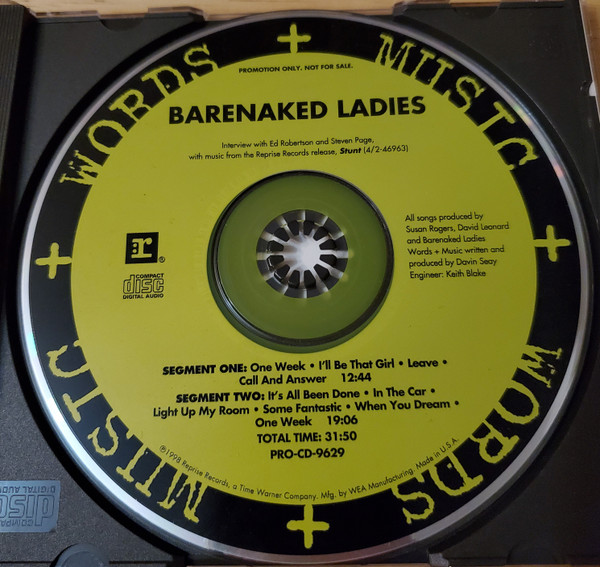 WORDS + MUSIC + WORDS + MUSIC +
PROMOTION ONLY. NOT FOR SALE.
BARENAKED LADIES
Interview with Ed Robertson and Steven Page,
with music from the Reprise Records release, Stunt (4/2-46963)
All songs produced by
Susan Rogers, David Leonard
and Barenaked Ladies
Words + Music written and
produced by Davin Seay
Engineer: Keith Blake
r ®
COMPACT
disc
DIGITAL AUDIO
SEGMENT ONE: One Week • I'll Be That Girl • Leave •
Call And Answer 12:44
SEGMENT TWO: It's All Been Done • In The Car •
Light Up My Room • Some Fantastic • When You Dream •
One Week 19:06
TOTAL TIME: 31:50
PRO-CD-9629
℗1998 Reprise Records, a Time Warner Company. Mfg. by WEA Manufacturing. Made in U.S.A.
COMPACT
disc
DIGITAL AUDIO